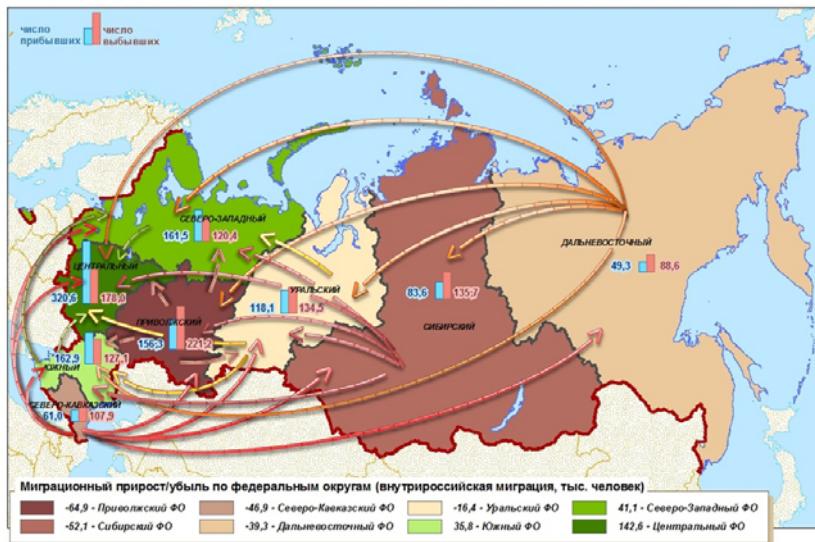 число прибывших
число выбывших
СЕВЕРО-ЗАПАДНЫЙ
161,5 120,4
ДАЛЬНЕВОСТОЧНЫЙ
49,3 88,6
ЦЕНТРАЛЬНЫЙ
320,6 178,0
УРАЛЬСКИЙ
118,1 134,5
83,6 135,7
СИБИРСКИЙ
ПРИВОЛЖСКИЙ
156,3 221,2
162,9 127,1
ЮЖНЫЙ
СЕВЕРО-КАВКАЗСКИЙ
61,0 107,9
Миграционный прирост/убыль по федеральным округам (внутрироссийская миграция, тыс. человек)
-64,9 - Приволжский ФО
-46,9 - Северо-Кавказский ФО
-16,4 - Уральский ФО
41,1 - Северо-Западный ФО
-52,1 - Сибирский ФО
-39,3 - Дальневосточный ФО
35,8 - Южный ФО
142,6 - Центральный ФО